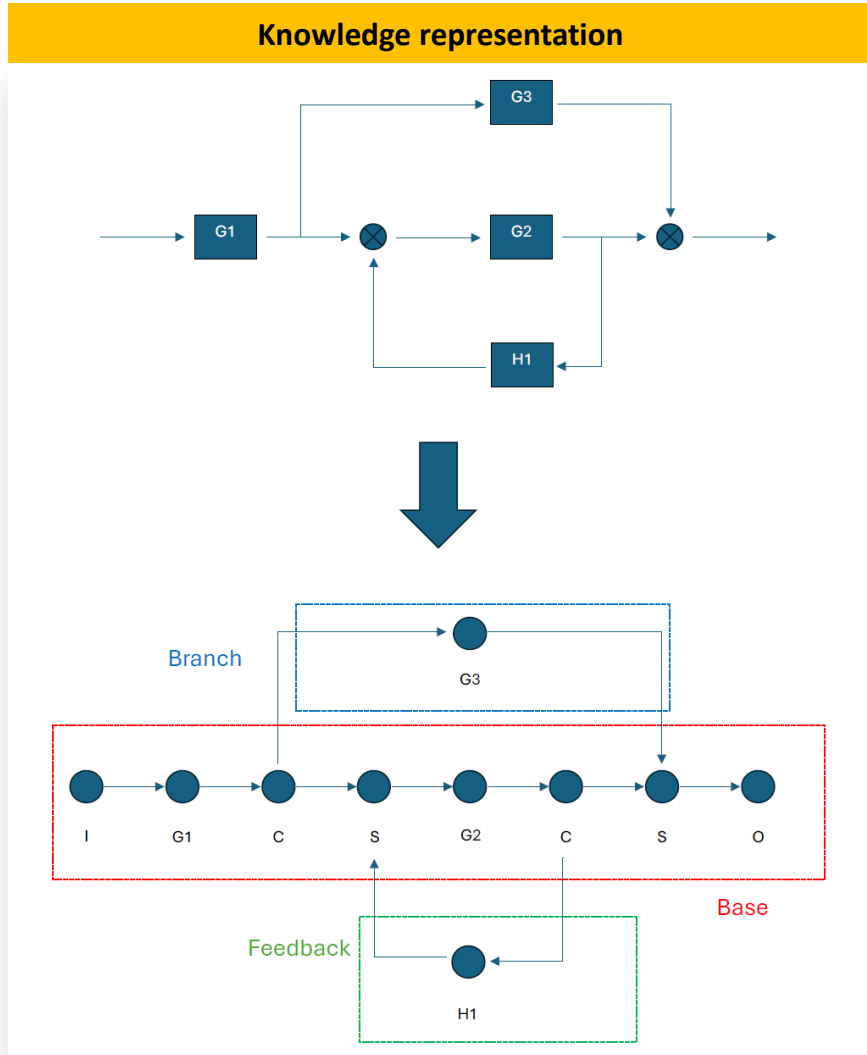 Knowledge representation
G3
G1
G2
H1
Branch
G3
I G1 C S G2 C S O
Base
Feedback
H1